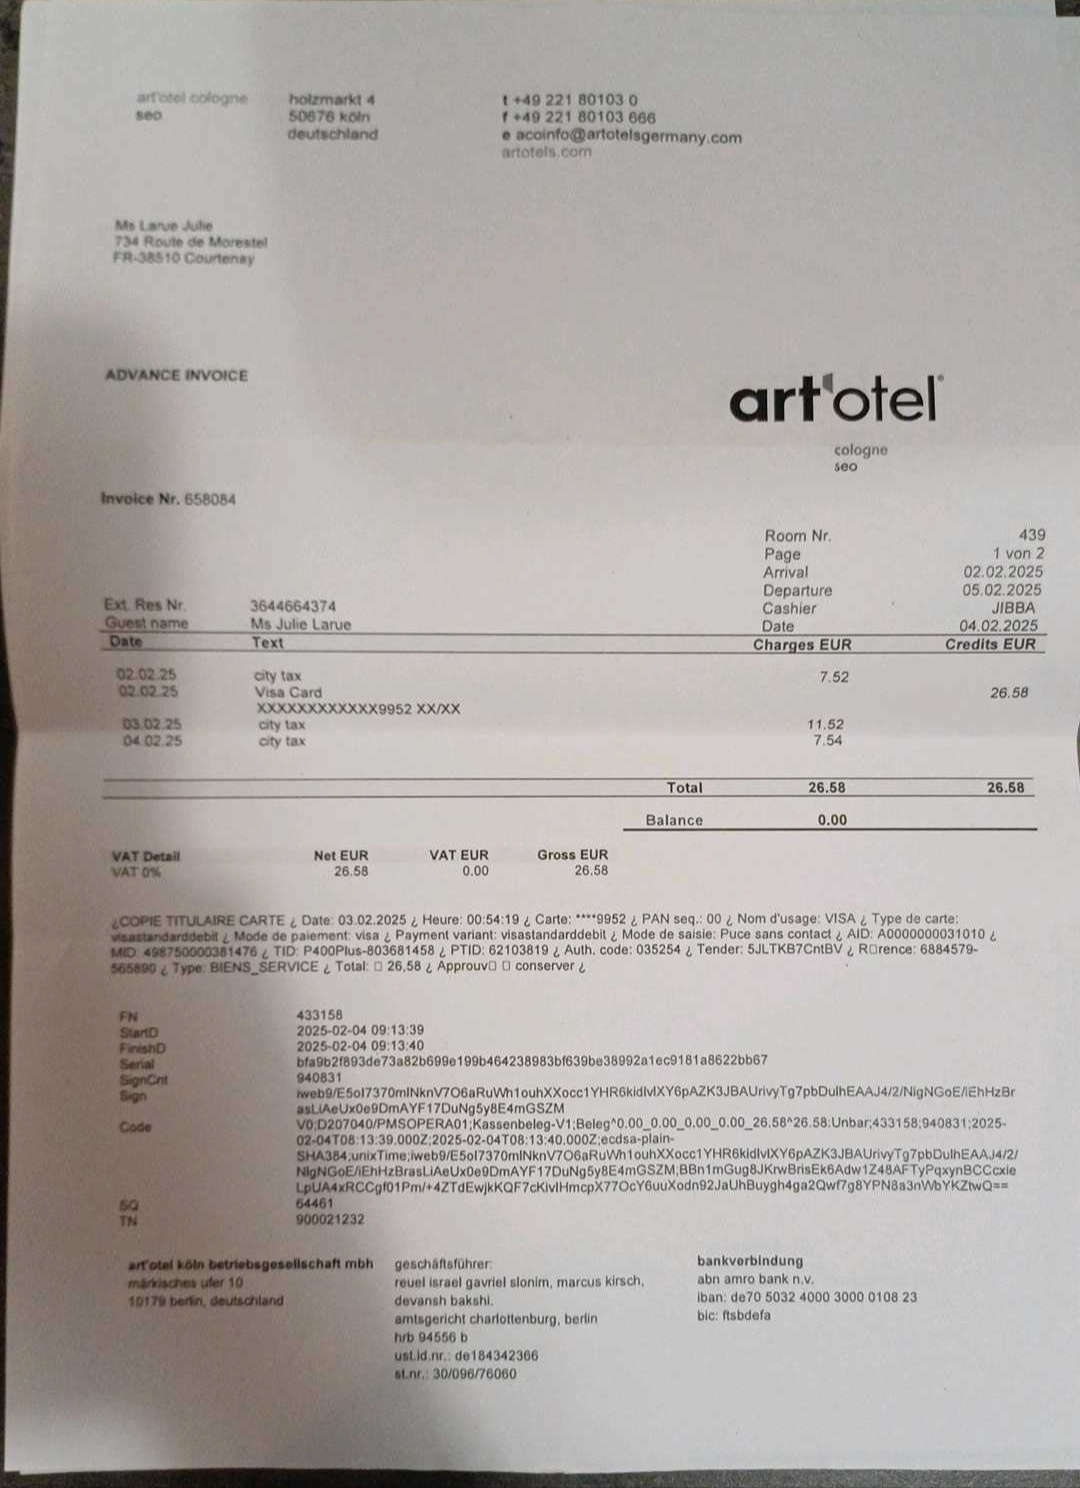 art'otel cologne
seo
holzmarkt 4
50676 köln
deutschland
t +49 221 80103 0
f +49 221 80103 666
e acoinfo@artotelsgermany.com
artotels.com
Ms Larue Julie
734 Route de Morestel
FR-38510 Courtenay
ADVANCE INVOICE
art'otel®
cologne
seo
Invoice Nr. 658084
Room Nr. 439
Page 1 von 2
Arrival 02.02.2025
Departure 05.02.2025
Ext. Res Nr. 3644664374 Cashier JIBBA
Guest name Ms Julie Larue Date 04.02.2025
Date Text Charges EUR Credits EUR
02.02.25 city tax 7.52
02.02.25 Visa Card 26.58
XXXXXXXXXXXX9952 XX/XX
03.02.25 city tax 11.52
04.02.25 city tax 7.54
Total 26.58 26.58
Balance 0.00
VAT Detail Net EUR VAT EUR Gross EUR
VAT 0% 26.58 0.00 26.58
¿COPIE TITULAIRE CARTE ¿ Date: 03.02.2025 ¿ Heure: 00:54:19 ¿ Carte: ****9952 ¿ PAN seq.: 00 ¿ Nom d'usage: VISA ¿ Type de carte:
visastandarddebit ¿ Mode de paiement: visa ¿ Payment variant: visastandarddebit ¿ Mode de saisie: Puce sans contact ¿ AID: A0000000031010 ¿
MID: 498750000381476 ¿ TID: P400Plus-803681458 ¿ PTID: 62103819 ¿ Auth. code: 035254 ¿ Tender: 5JLTKB7CntBV ¿ R□rence: 6884579-
565890 ¿ Type: BIENS_SERVICE ¿ Total: □ 26,58 ¿ Approuv□ □ conserver ¿
FN 433158
StartD 2025-02-04 09:13:39
FinishD 2025-02-04 09:13:40
Serial bfa9b2f893de73a82b699e199b464238983bf639be38992a1ec9181a8622bb67
SignCnt 940831
Sign iweb9/E5oI7370mINknV7O6aRuWh1ouhXXocc1YHR6kidIvIXY6pAZK3JBAUrivyTg7pbDuIhEAAJ4/2/NigNGoE/iEhHzBr
asLiAeUx0e9DmAYF17DuNg5y8E4mGSZM
Code V0;D207040/PMSOPERA01;Kassenbeleg-V1;Beleg^0.00_0.00_0.00_0.00_26.58^26.58:Unbar;433158;940831;2025-
02-04T08:13:39.000Z;2025-02-04T08:13:40.000Z;ecdsa-plain-
SHA384;unixTime;iweb9/E5oI7370mINknV7O6aRuWh1ouhXXocc1YHR6kidIvIXY6pAZK3JBAUrivyTg7pbDuIhEAAJ4/2/
NigNGoE/iEhHzBrasLiAeUx0e9DmAYF17DuNg5y8E4mGSZM;BBn1mGug8JKrwBrisEk6Adw1Z48AFTyPqxynBCCcxie
LpUA4xRCCgf01Pm/+4ZTdEwjkKQF7cKivIHmcpX77OcY6uuXodn92JaUhBuygh4ga2Qwf7g8YPN8a3nWbYKZtwQ==
SQ 64461
TN 900021232
art'otel köln betriebsgesellschaft mbh
märkisches ufer 10
10179 berlin, deutschland
geschäftsführer:
reuel israel gavriel slonim, marcus kirsch,
devansh bakshi.
amtsgericht charlottenburg, berlin
hrb 94556 b
ust.id.nr.: de184342366
st.nr.: 30/096/76060
bankverbindung
abn amro bank n.v.
iban: de70 5032 4000 3000 0108 23
bic: ftsbdefa